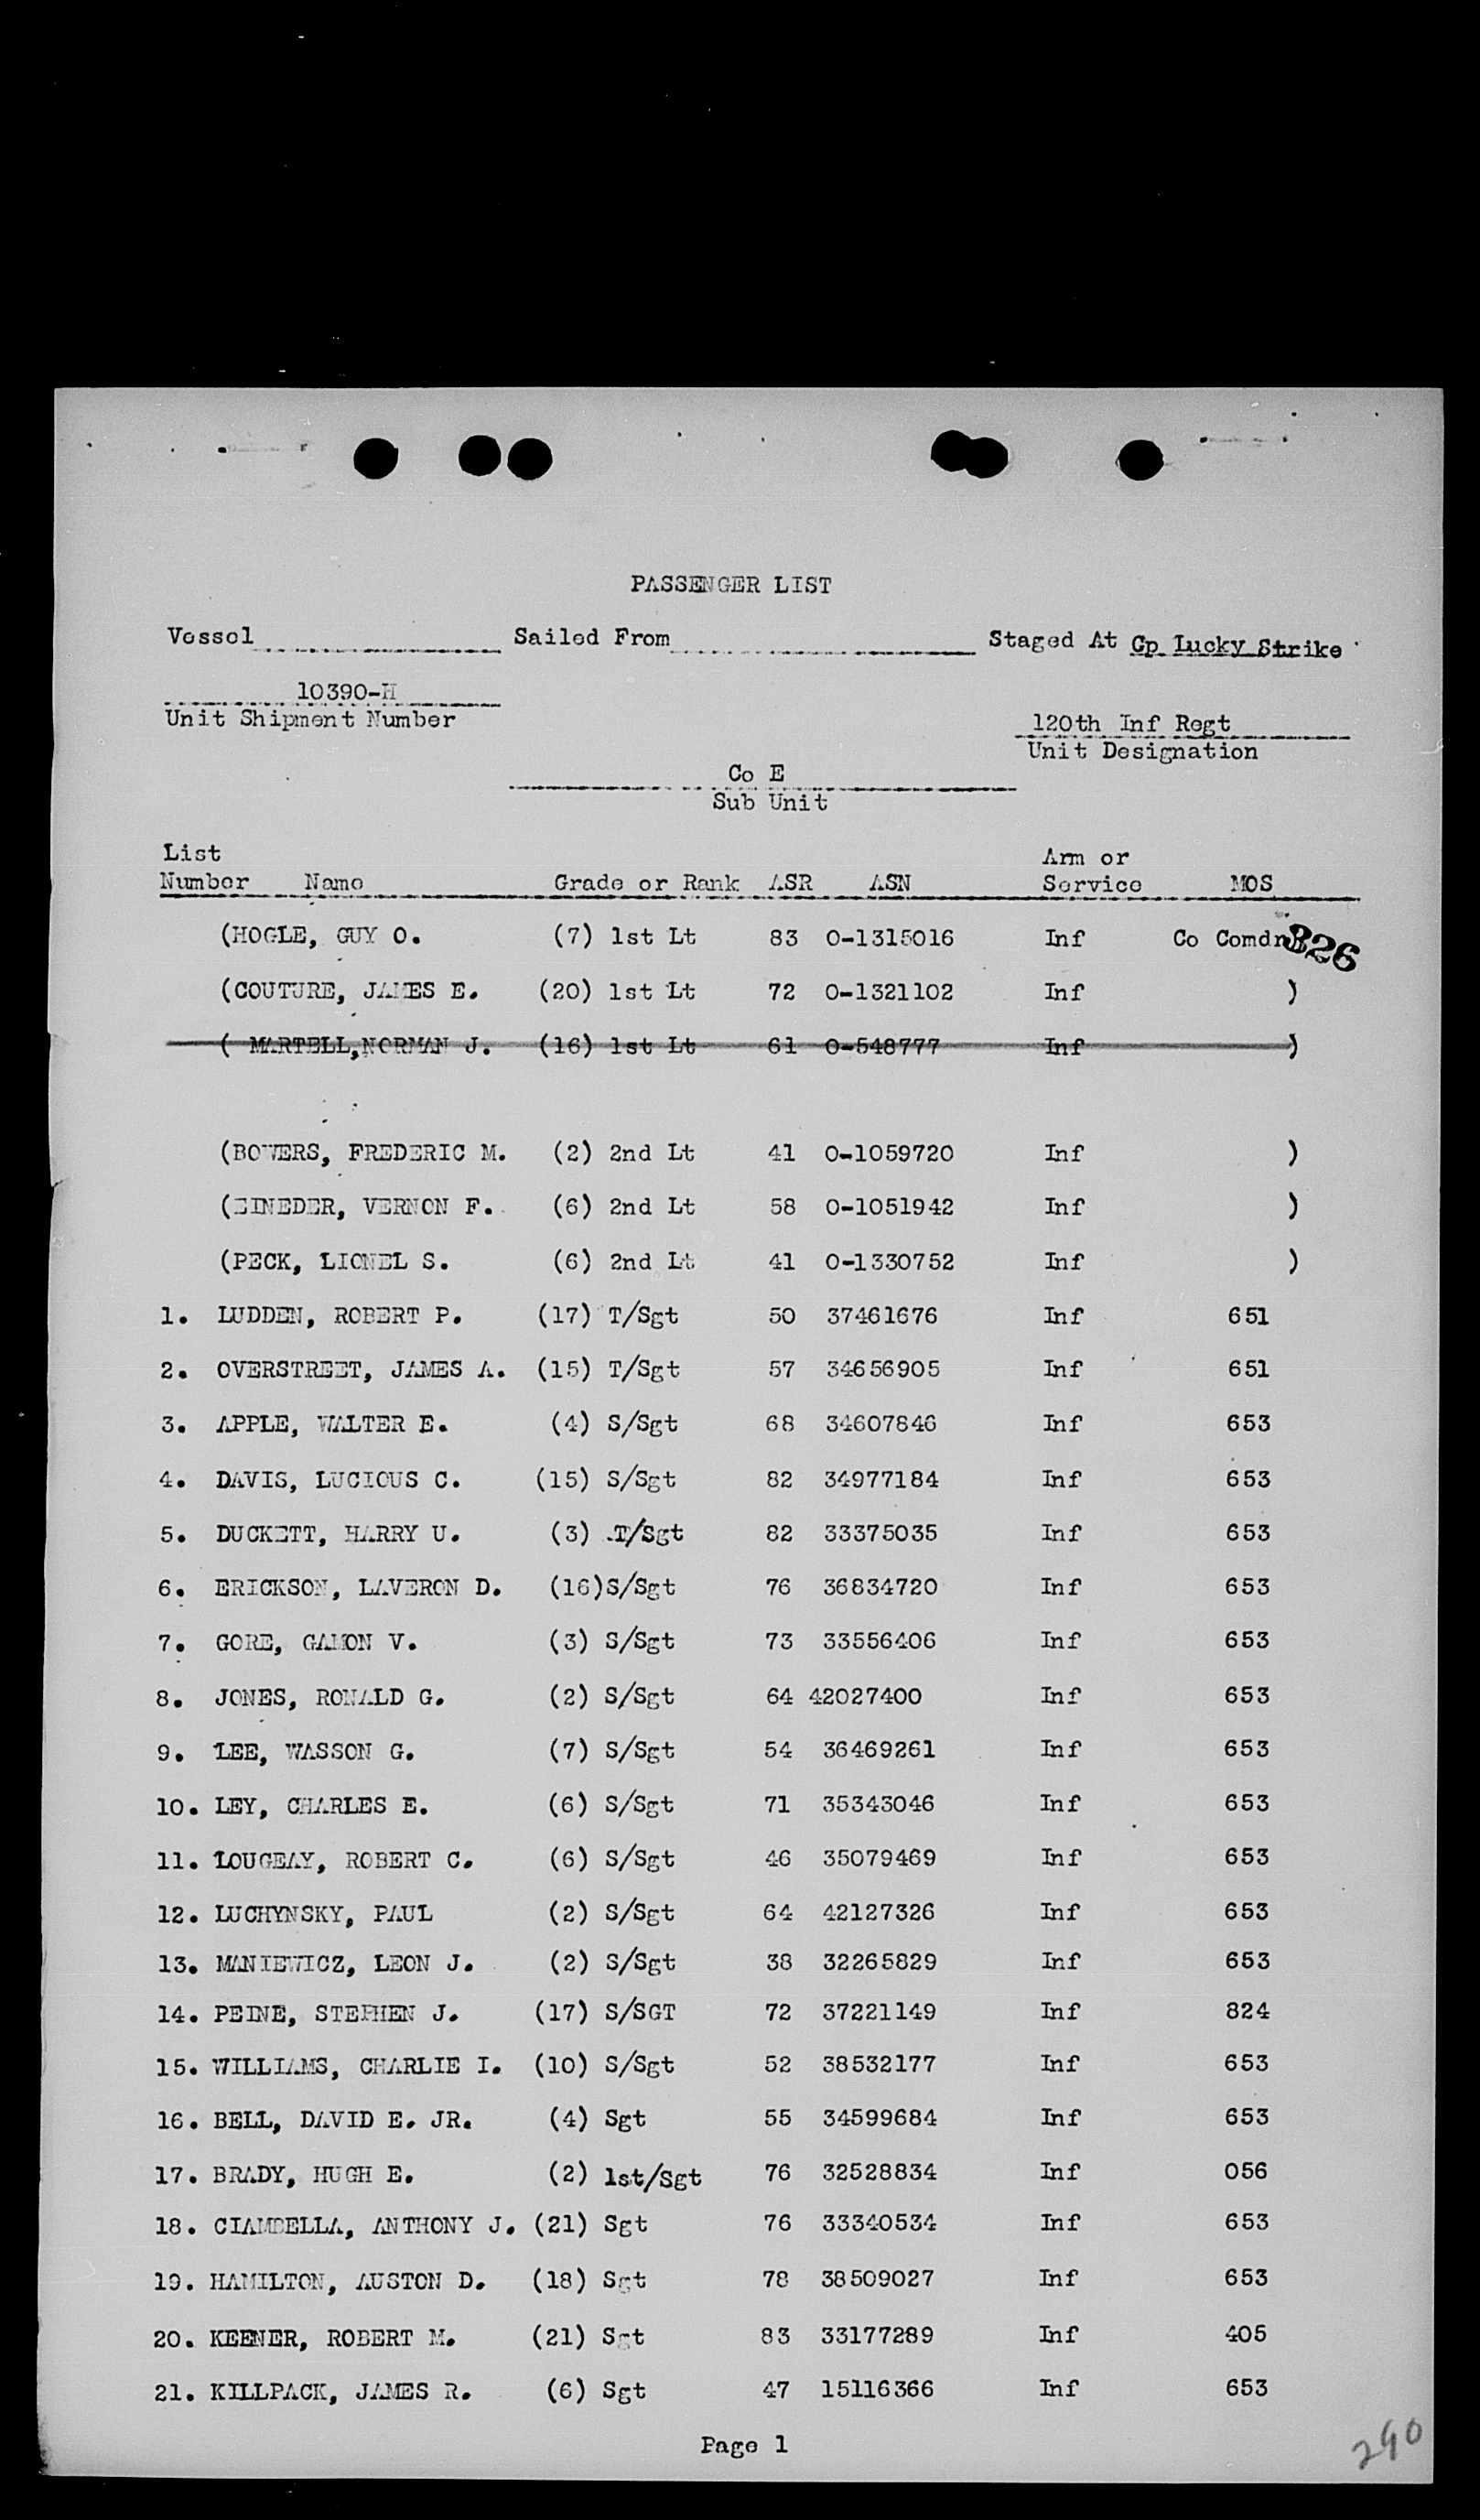 PASSENGER LIST
Vessel Sailed From Staged At Cp Lucky Strike
10390-H
Unit Shipment Number
120th Inf Regt
Unit Designation
Co E
Sub Unit
List
Number Name Grade or Rank ASR ASN Arm or Service MOS
(HOGLE, GUY O. (7) 1st Lt 83 O-1315016 Inf Co Comdr)
326
(COUTURE, JAMES E. (20) 1st Lt 72 O-1321102 Inf )
( MARTELL,NORMAN J. (16) 1st Lt 61 O-548777 Inf )
(BOWERS, FREDERIC M. (2) 2nd Lt 41 O-1059720 Inf )
(EINEDER, VERNON F. (6) 2nd Lt 58 O-1051942 Inf )
(PECK, LIONEL S. (6) 2nd Lt 41 O-1330752 Inf )
1. LUDDEN, ROBERT P. (17) T/Sgt 50 37461676 Inf 651
2. OVERSTREET, JAMES A. (15) T/Sgt 57 34656905 Inf 651
3. APPLE, WALTER E. (4) S/Sgt 68 34607846 Inf 653
4. DAVIS, LUCIOUS C. (15) S/Sgt 82 34977184 Inf 653
5. DUCKETT, HARRY U. (3) T/Sgt 82 33375035 Inf 653
6. ERICKSON, LAVERON D. (16)S/Sgt 76 36834720 Inf 653
7. GORE, GAMON V. (3) S/Sgt 73 33556406 Inf 653
8. JONES, RONALD G. (2) S/Sgt 64 42027400 Inf 653
9. LEE, WASSON G. (7) S/Sgt 54 36469261 Inf 653
10. LEY, CHARLES E. (6) S/Sgt 71 35343046 Inf 653
11. LOUGEAY, ROBERT C. (6) S/Sgt 46 35079469 Inf 653
12. LUCHYNSKY, PAUL (2) S/Sgt 64 42127326 Inf 653
13. MANIEWICZ, LEON J. (2) S/Sgt 38 32265829 Inf 653
14. PEINE, STEPHEN J. (17) S/SGT 72 37221149 Inf 824
15. WILLIAMS, CHARLIE I. (10) S/Sgt 52 38532177 Inf 653
16. BELL, DAVID E. JR. (4) Sgt 55 34599684 Inf 653
17. BRADY, HUGH E. (2) 1st/Sgt 76 32528834 Inf 056
18. CIAMBELLA, ANTHONY J. (21) Sgt 76 33340534 Inf 653
19. HAMILTON, AUSTON D. (18) Sgt 78 38509027 Inf 653
20. KEENER, ROBERT M. (21) Sgt 83 33177289 Inf 405
21. KILLPACK, JAMES R. (6) Sgt 47 15116366 Inf 653
Page 1
240